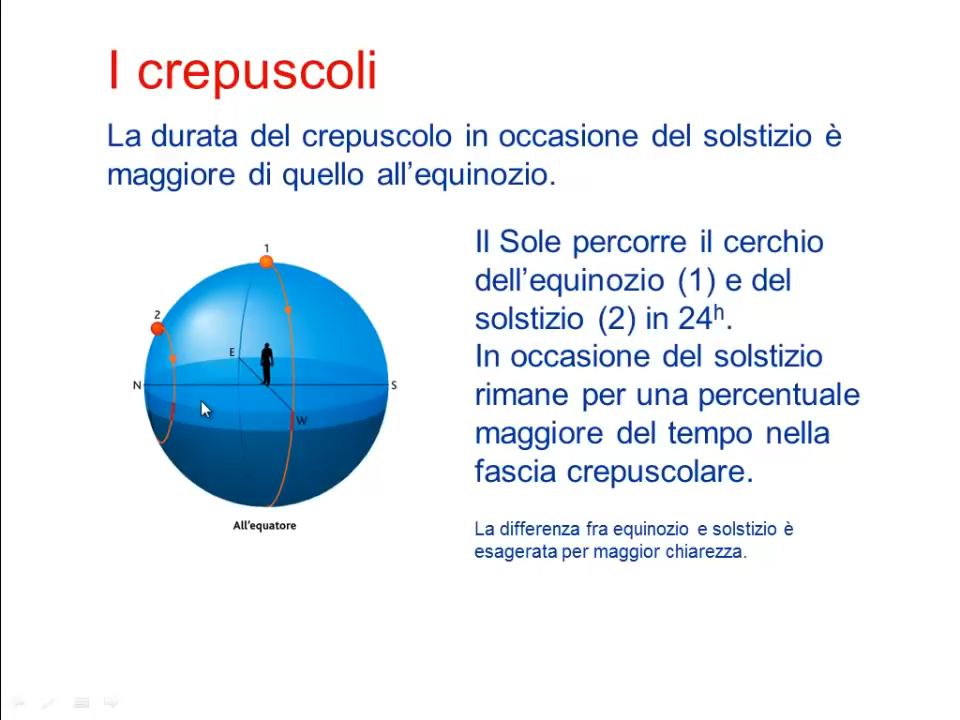 I crepuscoli
La durata del crepuscolo in occasione del solstizio è
maggiore di quello all’equinozio.
Il Sole percorre il cerchio
dell’equinozio (1) e del
solstizio (2) in 24ʰ.
In occasione del solstizio
rimane per una percentuale
maggiore del tempo nella
fascia crepuscolare.
La differenza fra equinozio e solstizio è
esagerata per maggior chiarezza.
1
2
E
N
S
W
All'equatore